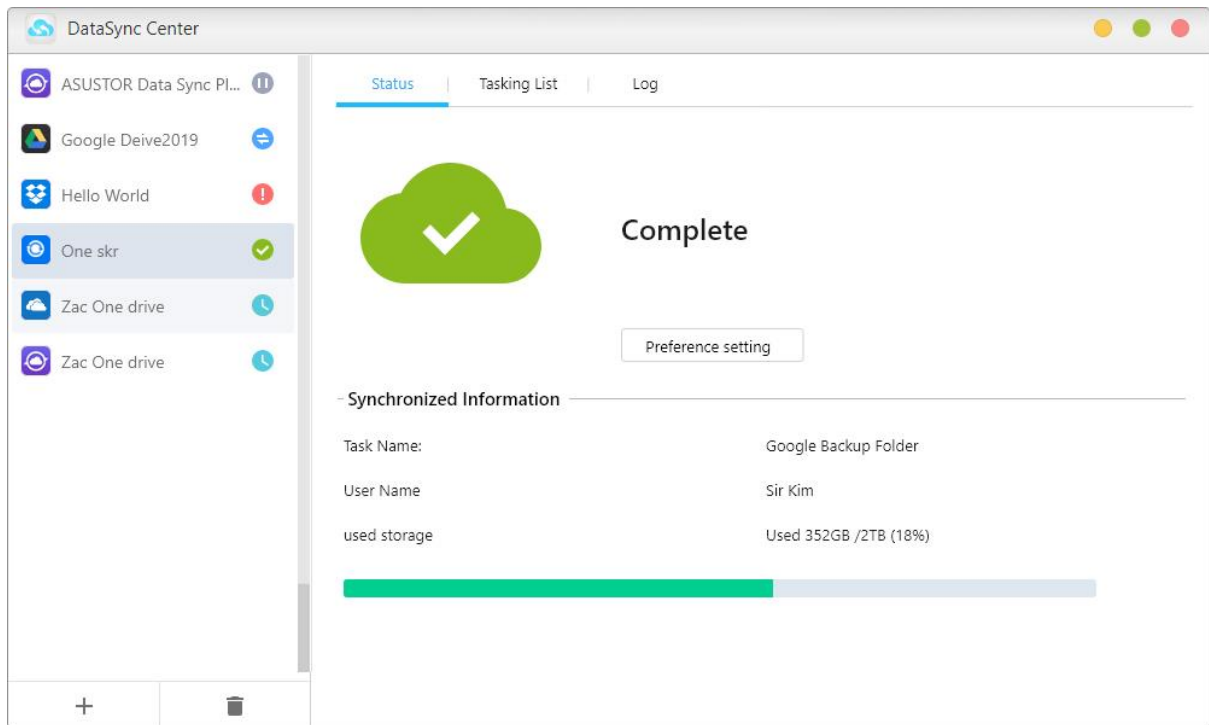 DataSync Center
ASUSTOR Data Sync Pl...
Google Deive2019
Hello World
One skr
Zac One drive
Zac One drive
Status | Tasking List | Log
Complete
Preference setting
Synchronized Information
Task Name: Google Backup Folder
User Name Sir Kim
used storage Used 352GB /2TB (18%)